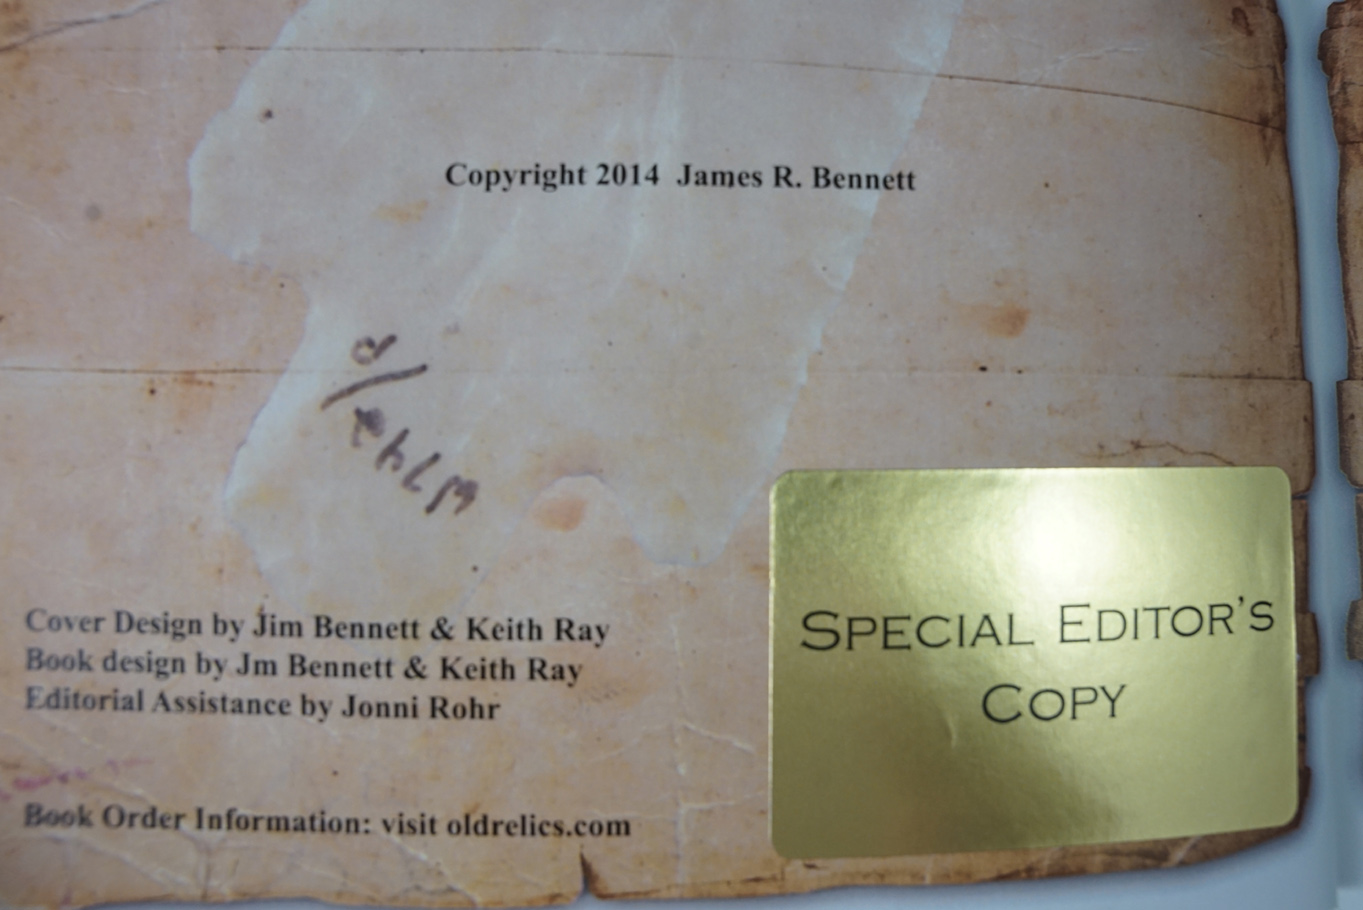 Copyright 2014 James R. Bennett
Cover Design by Jim Bennett & Keith Ray
Book design by Jm Bennett & Keith Ray
Editorial Assistance by Jonni Rohr
Book Order Information: visit oldrelics.com
SPECIAL EDITOR'S
COPY